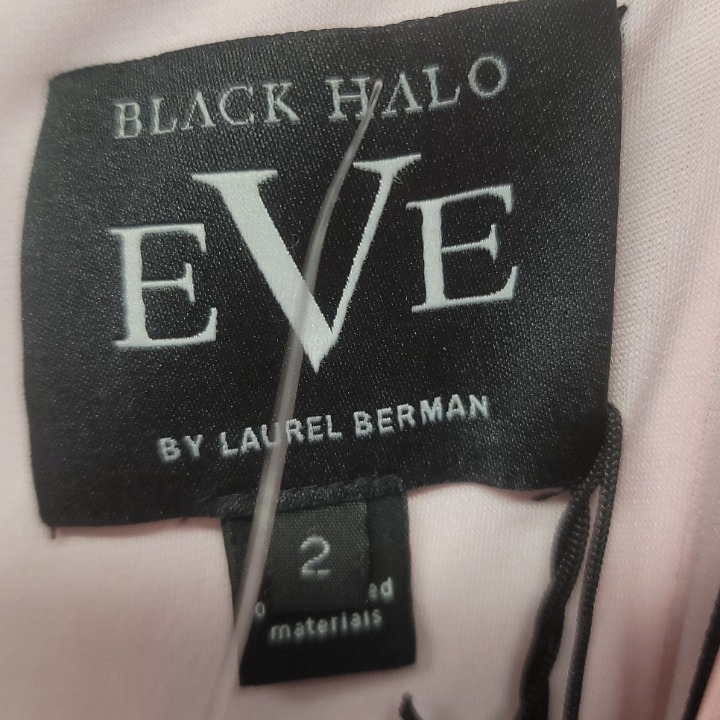 BLACK HALO
EVE
BY LAUREL BERMAN
2
materials